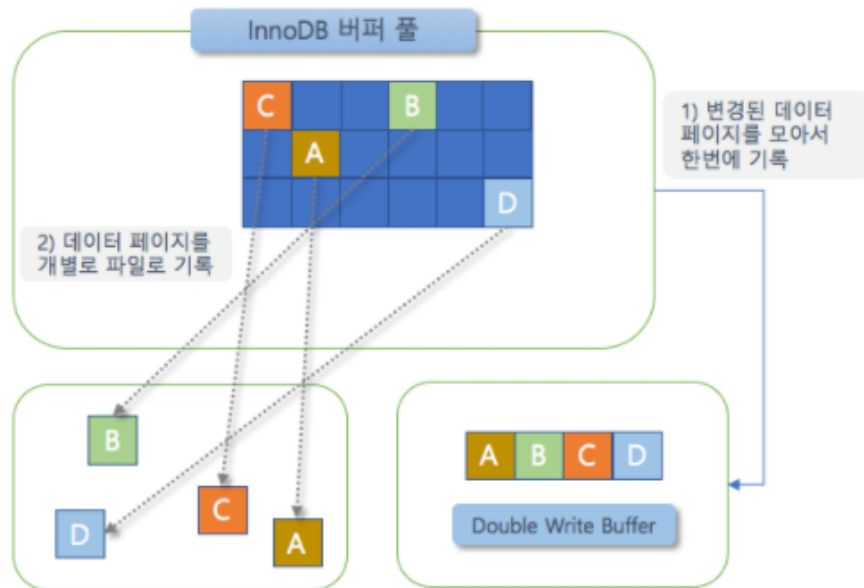 InnoDB 버퍼 풀
C
B
A
D
1) 변경된 데이터
페이지를 모아서
한번에 기록
2) 데이터 페이지를
개별로 파일로 기록
B
D
C
A
A B C D
Double Write Buffer